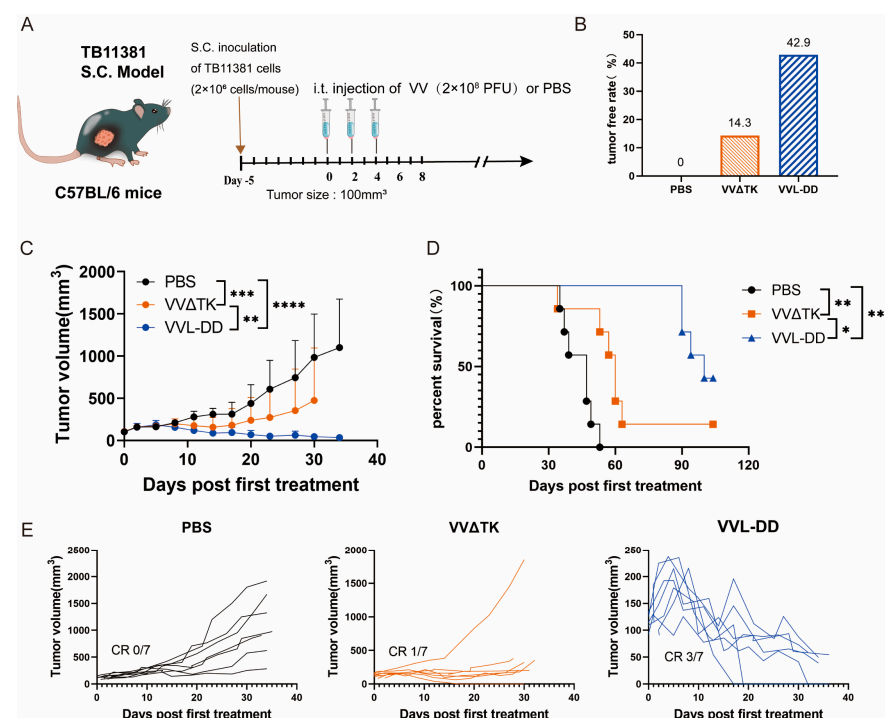 A
TB11381
S.C. Model
C57BL/6 mice
S.C. inoculation
of TB11381 cells
(2×10⁶ cells/mouse)
i.t. injection of VV（2×10⁸ PFU）or PBS
Day -5
0 2 4 6 8
Tumor size : 100mm³
B
tumor free rate( %)
50
40
30
20
10
0
0
14.3
42.9
PBS VVΔTK VVL-DD
C
Tumor volume(mm³)
2000
1500
1000
500
0
PBS
VVΔTK
VVL-DD
***
**
****
0 10 20 30 40
Days post first treatment
D
percent survival(%)
100
50
0
PBS
VVΔTK
VVL-DD
**
*
**
0 30 60 90 120
Days post first treatment
E
PBS
Tumor volume(mm³)
2500
2000
1500
1000
500
0
CR 0/7
0 10 20 30 40
Days post first treatment
VVΔTK
Tumor volume(mm³)
2000
1500
1000
500
0
CR 1/7
0 10 20 30 40
Days post first treatment
VVL-DD
Tumor volume(mm³)
250
200
150
100
50
0
CR 3/7
0 10 20 30 40
Days post first treatment